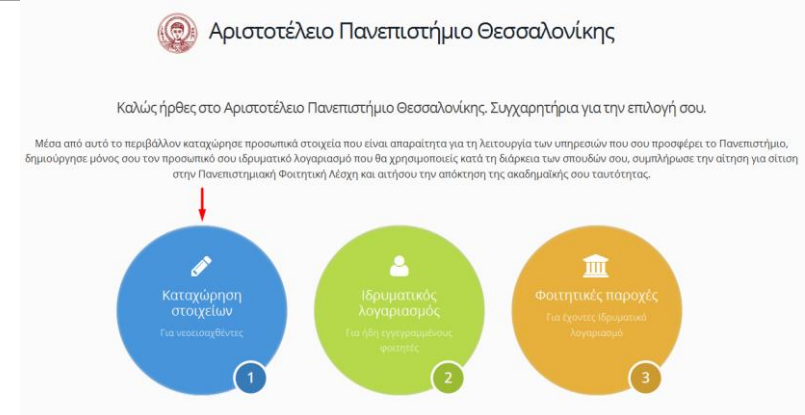 Αριστοτέλειο Πανεπιστήμιο Θεσσαλονίκης
Καλώς ήρθες στο Αριστοτέλειο Πανεπιστήμιο Θεσσαλονίκης. Συγχαρητήρια για την επιλογή σου.
Μέσα από αυτό το περιβάλλον καταχώρησε προσωπικά στοιχεία που είναι απαραίτητα για τη λειτουργία των υπηρεσιών που σου προσφέρει το Πανεπιστήμιο,
δημιούργησε μόνος σου τον προσωπικό σου ιδρυματικό λογαριασμό που θα χρησιμοποιείς κατά τη διάρκεια των σπουδών σου, συμπλήρωσε την αίτηση για σίτιση
στην Πανεπιστημιακή Φοιτητική Λέσχη και αιτήσου την απόκτηση της ακαδημαϊκής σου ταυτότητας.
Καταχώρηση
στοιχείων
Για νεοεισαχθέντες
1
Ιδρυματικός
λογαριασμός
Για ήδη εγγεγραμμένους
φοιτητές
2
Φοιτητικές παροχές
Για έχοντες Ιδρυματικό
λογαριασμό
3